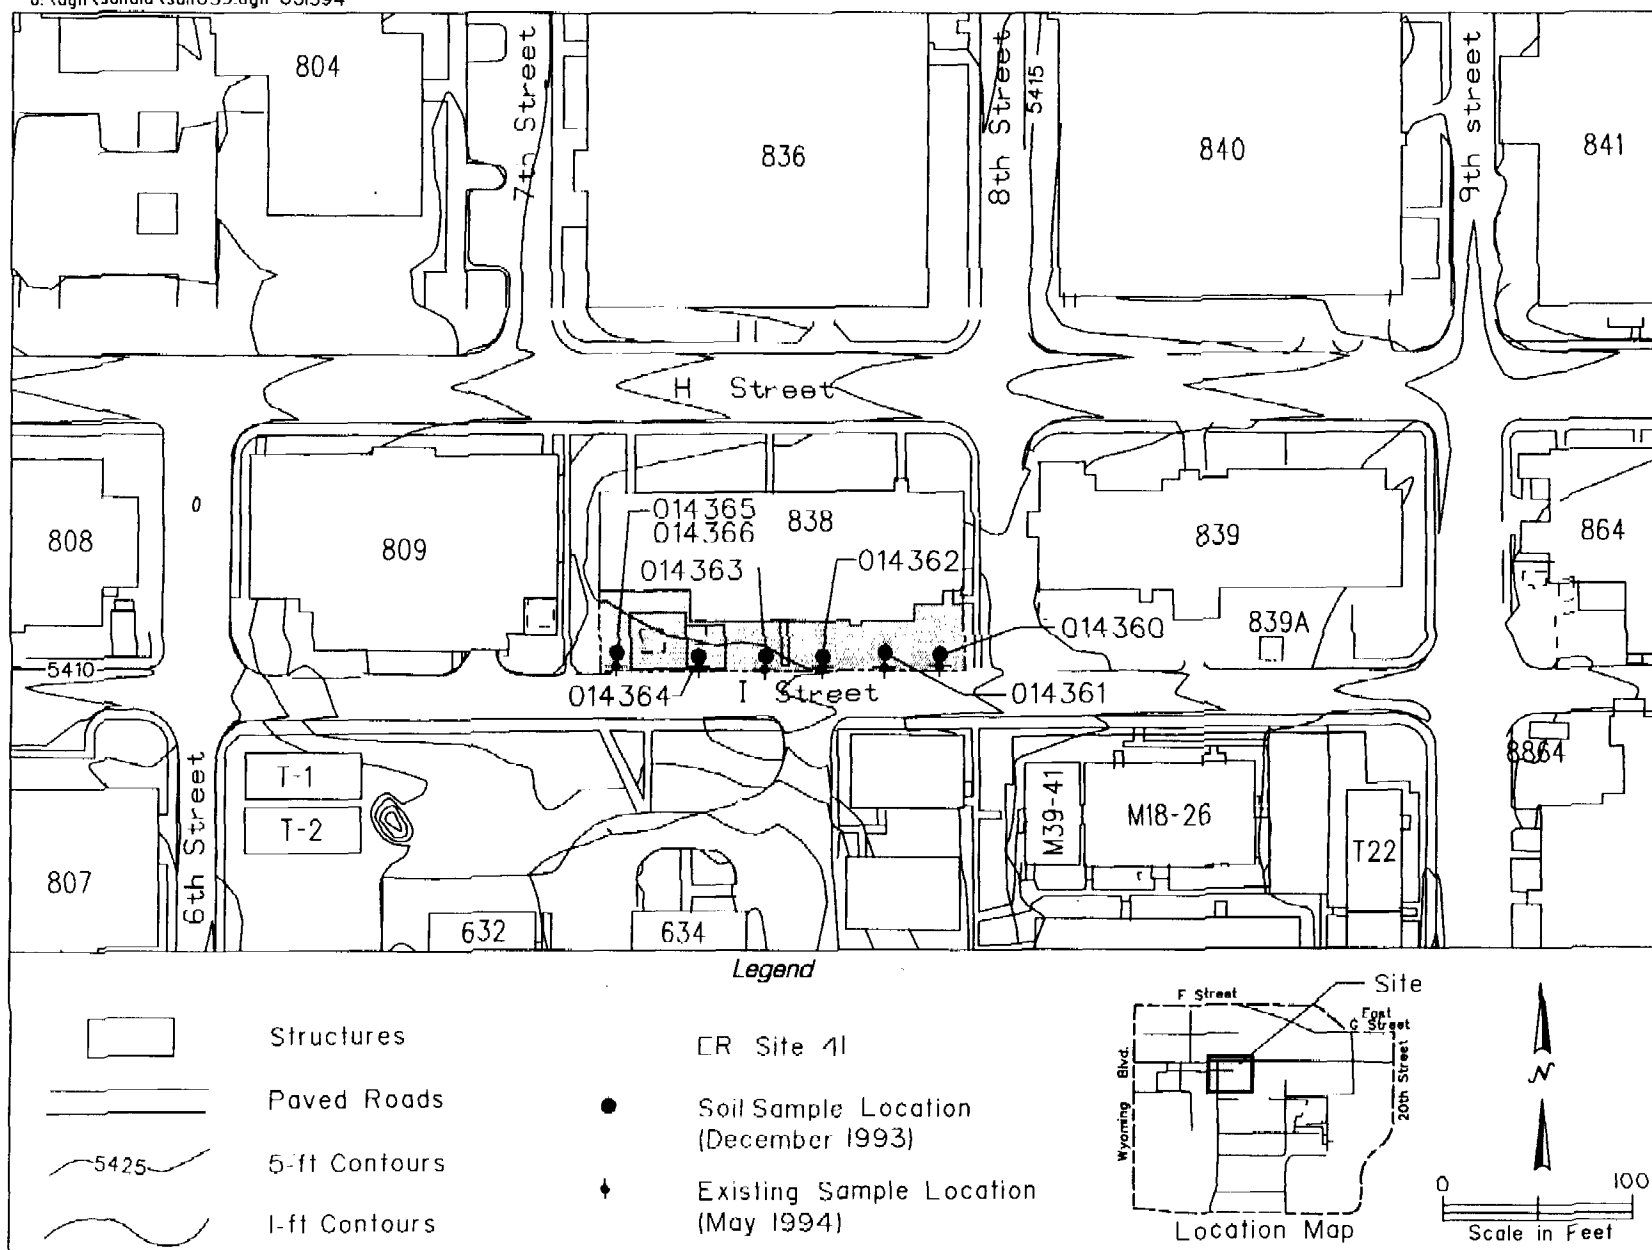 804
7th Street
836
8th Street
5415
840
9th street
841
H Street
808
0
809
014365
014366
838
014363
014362
839
864
839A
014360
5410
014364
I Street
014361
6th Street
T-1
T-2
807
632
634
M39-41
M18-26
T22
8864
Legend
Structures
Paved Roads
5425
5-ft Contours
1-ft Contours
ER Site 41
Soil Sample Location
(December 1993)
Existing Sample Location
(May 1994)
Site
F Street
East
G Street
Wyoming Blvd.
20th Street
Location Map
N
0 100
Scale in Feet